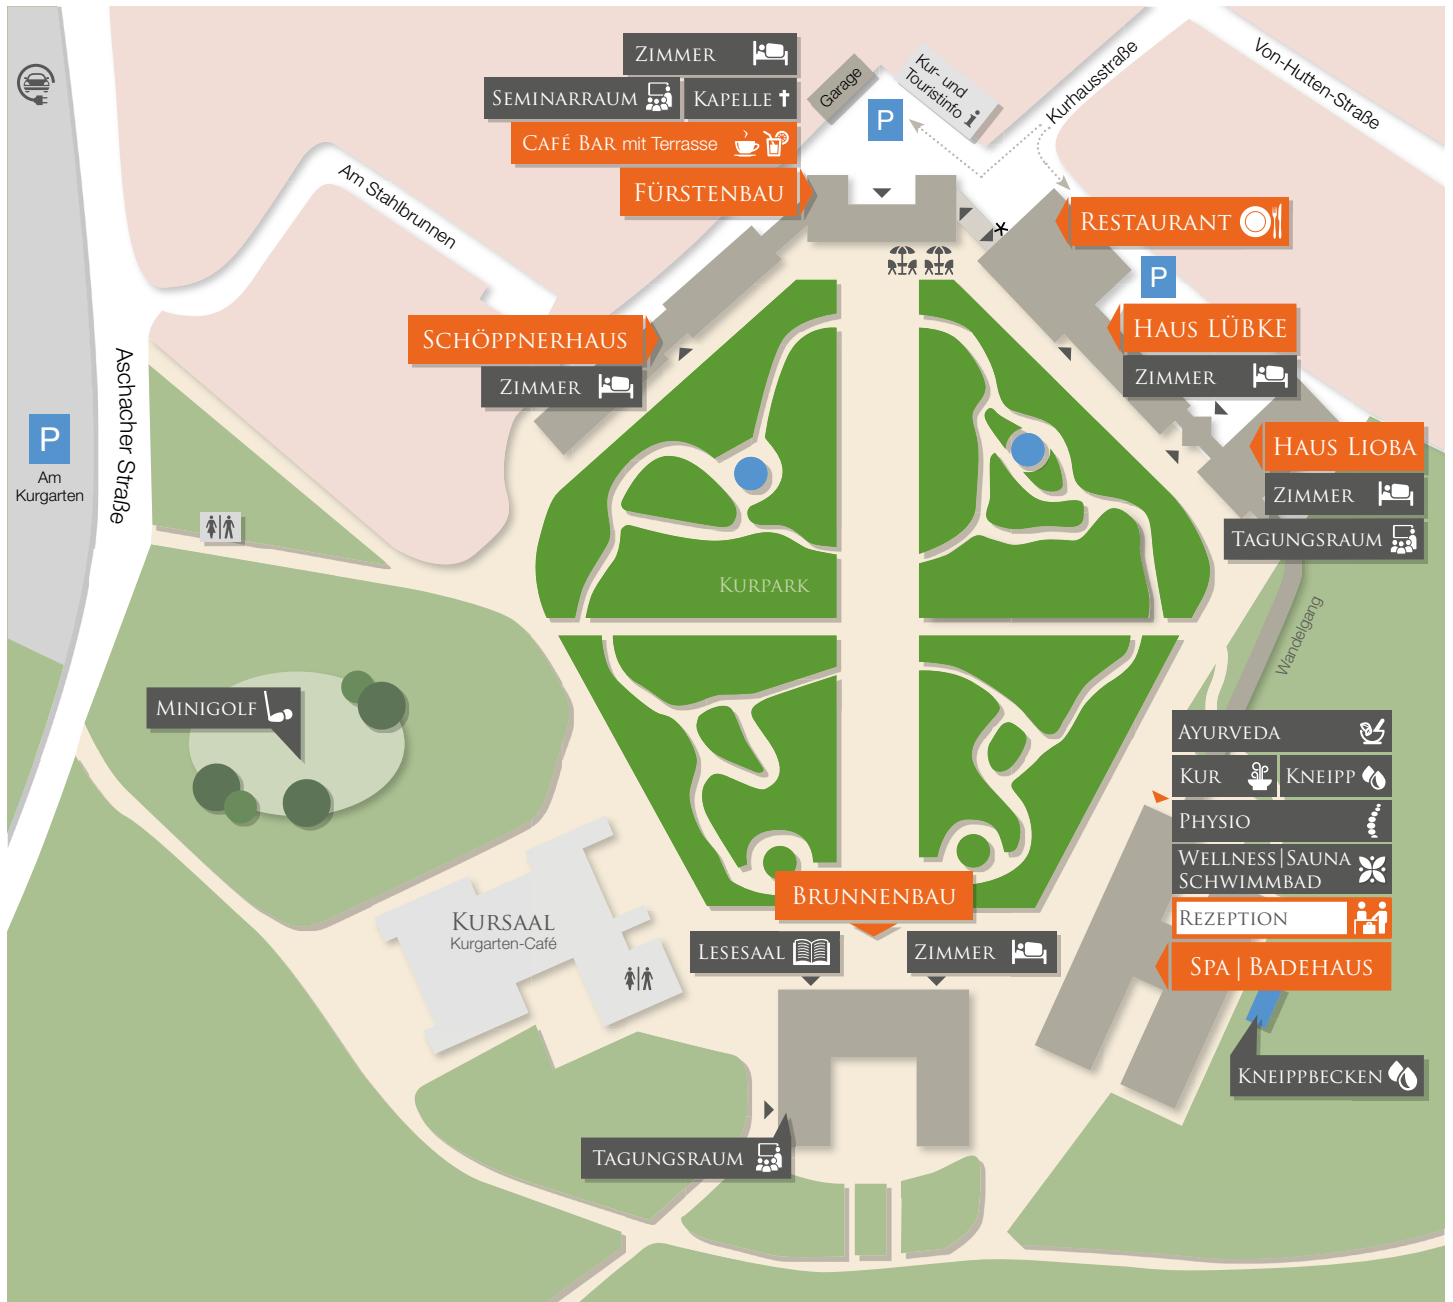 ZIMMER
SEMINARRAUM
KAPELLE
CAFÉ BAR mit Terrasse
FÜRSTENBAU
Garage
Kur- und
Touristinfo
P
Kurhausstraße
Von-Hutten-Straße
RESTAURANT
P
Am Stahlbrunnen
SCHÖPPNERHAUS
ZIMMER
HAUS LÜBKE
ZIMMER
HAUS LIOBA
ZIMMER
TAGUNGSRAUM
Aschacher Straße
P
Am
Kurgarten
KURPARK
Wandelgang
MINIGOLF
AYURVEDA
KUR
KNEIPP
PHYSIO
WELLNESS|SAUNA
SCHWIMMBAD
REZEPTION
SPA | BADEHAUS
KURSAAL
Kurgarten-Café
BRUNNENBAU
LESESAAL
ZIMMER
KNEIPPBECKEN
TAGUNGSRAUM